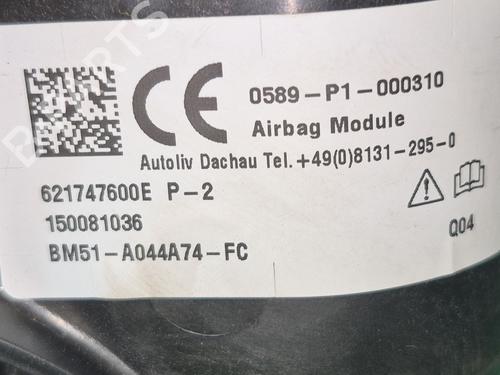 CE
0589-P1-000310
Airbag Module
Autoliv Dachau Tel.+49(0)8131-295-0
621747600E P-2
150081036
BM51-A044A74-FC
Q04